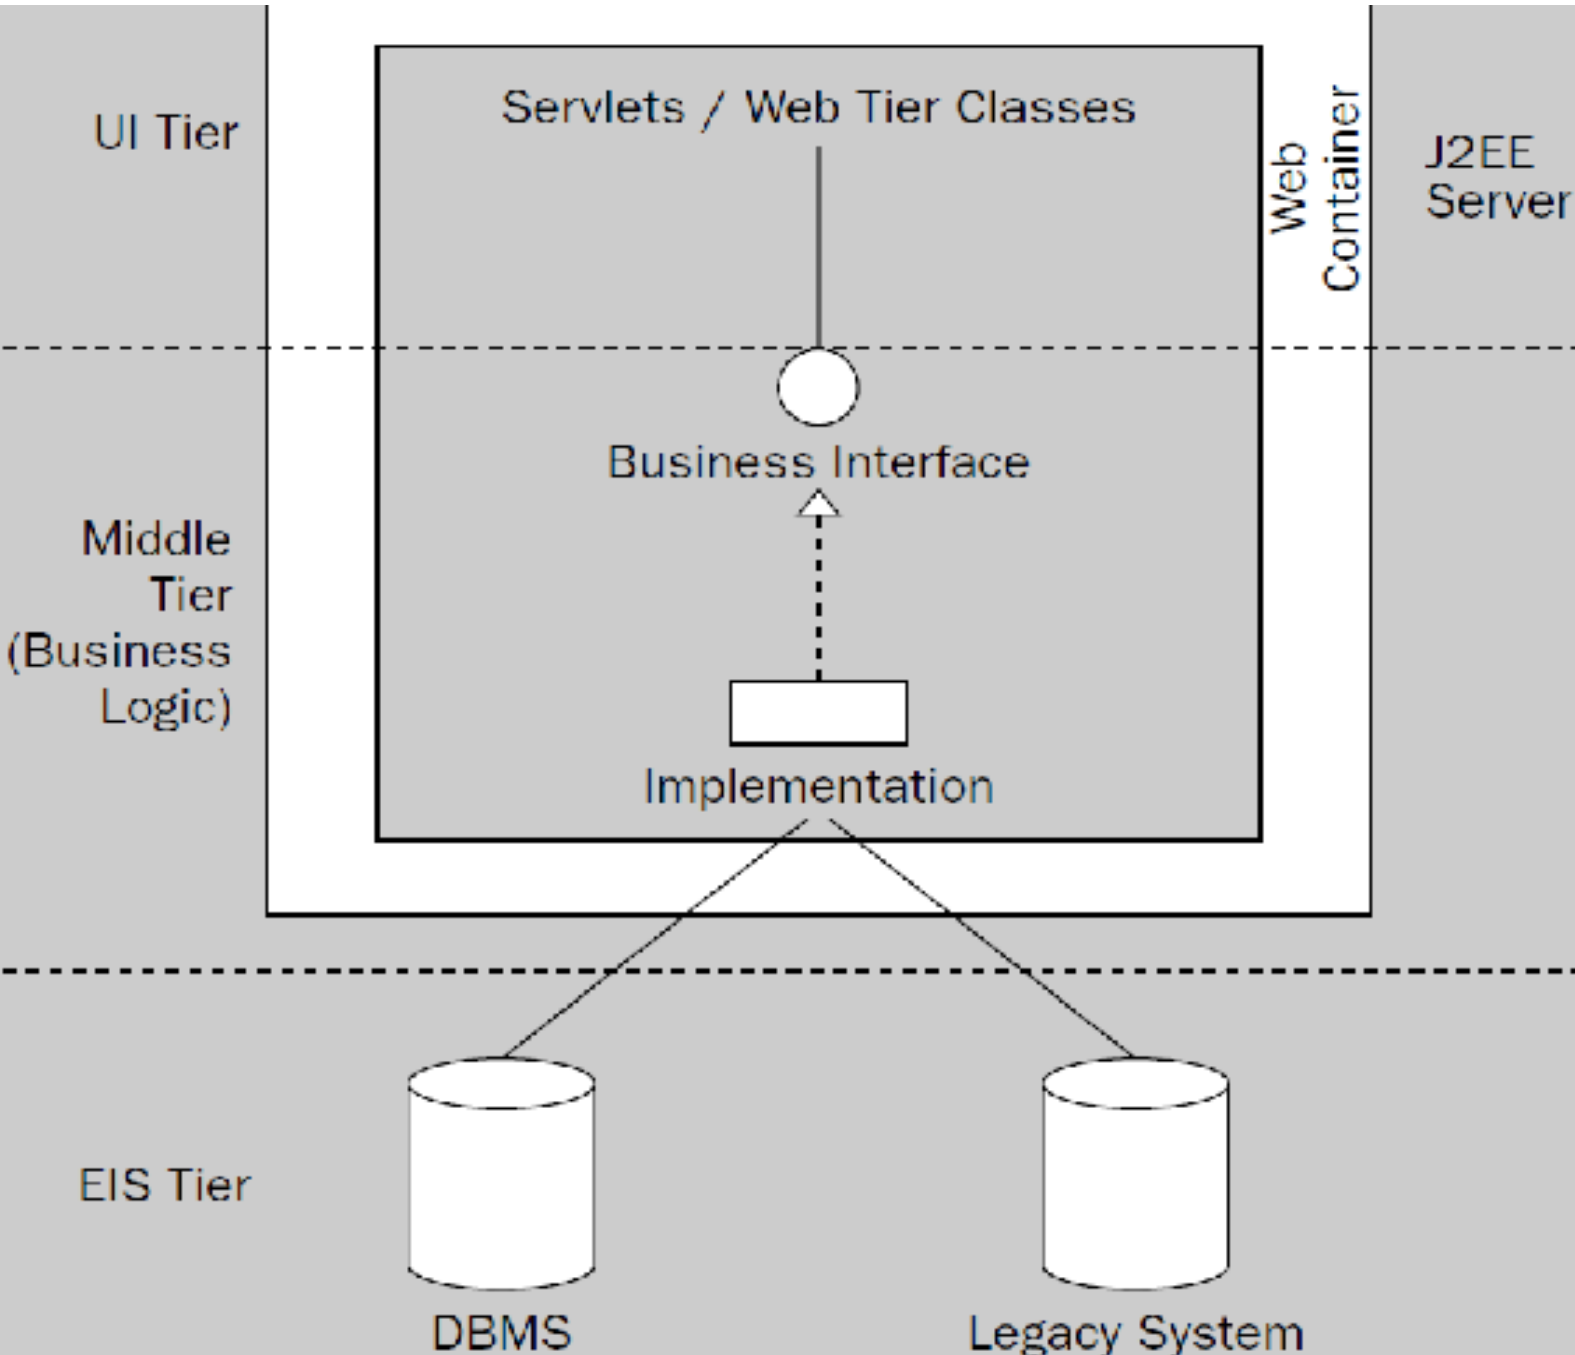 UI Tier
Servlets / Web Tier Classes
Web
Container
J2EE
Server
Business Interface
Middle
Tier
(Business
Logic)
Implementation
EIS Tier
DBMS
Legacy System